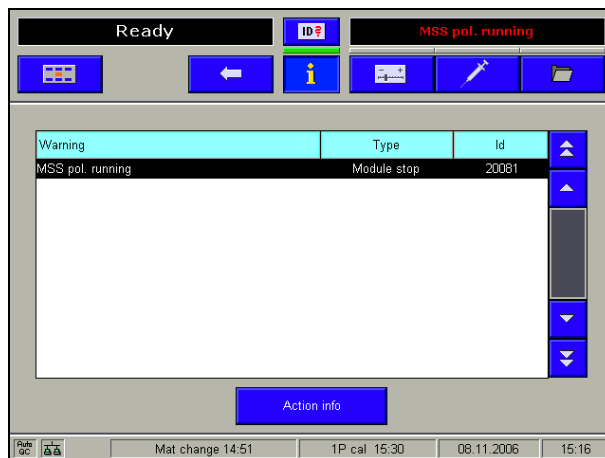 Ready
ID?
MSS pol. running
i
Warning Type Id
MSS pol. running Module stop 20081
Action info
Auto QC Mat change 14:51 1P cal 15:30 08.11.2006 15:16